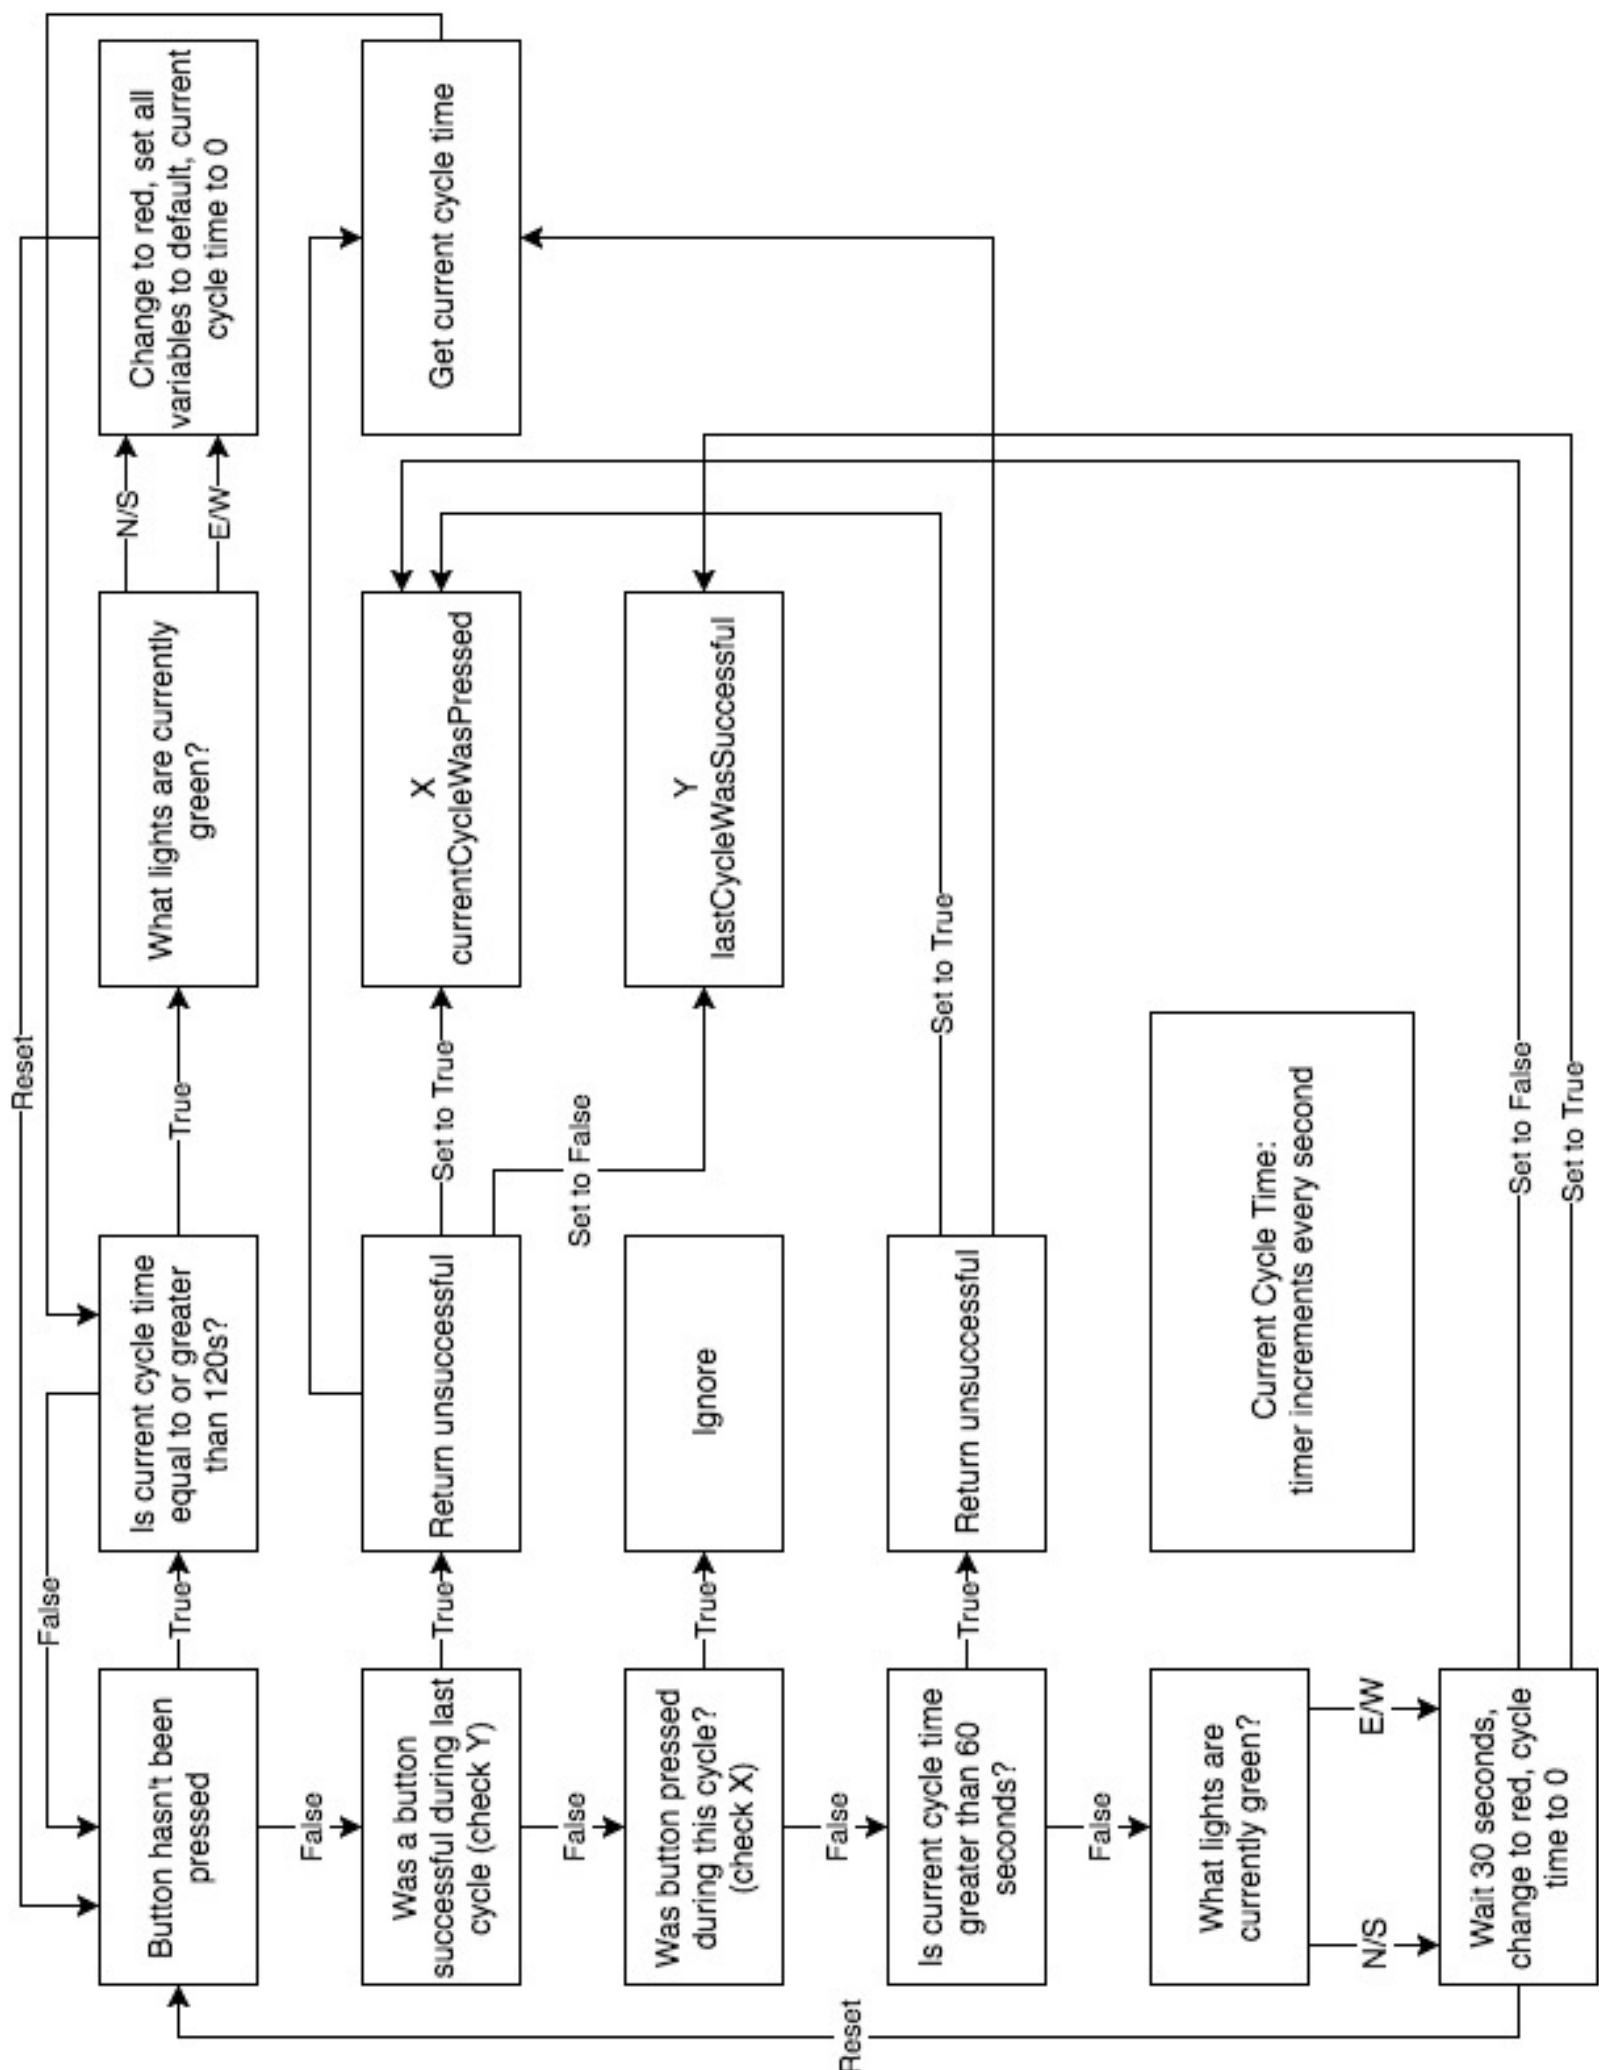 Reset
False
Button hasn't been
pressed
True
Is current cycle time
equal to or greater
than 120s?
True
What lights are currently
green?
N/S
E/W
Change to red, set all
variables to default, current
cycle time to 0
False
Was a button
successful during last
cycle (check Y)
True
Return unsuccessful
Set to True
X
currentCycleWasPressed
Get current cycle time
Set to False
False
Was button pressed
during this cycle?
(check X)
True
Ignore
Y
lastCycleWasSuccessful
False
Is current cycle time
greater than 60
seconds?
True
Return unsuccessful
Set to True
False
What lights are
currently green?
Current Cycle Time:
timer increments every second
N/S
E/W
Wait 30 seconds,
change to red, cycle
time to 0
Set to False
Set to True
Reset